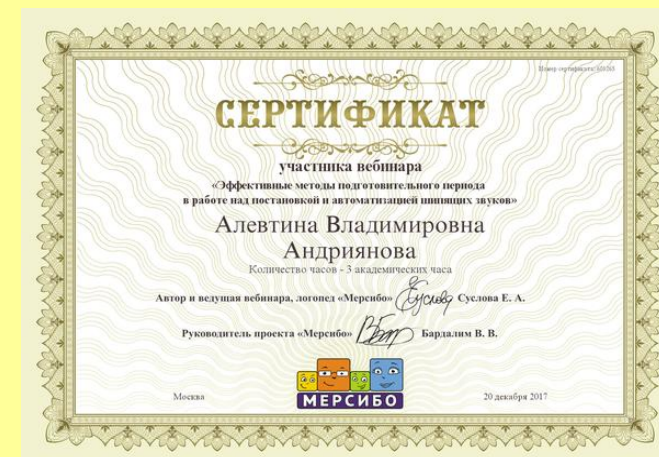 Номер сертификата:
СЕРТИФИКАТ
участника вебинара
«Эффективные методы подготовительного периода
в работе над постановкой и автоматизацией шипящих звуков»
Алевтина Владимировна
Андриянова
Количество часов - 3 академических часа
Автор и ведущая вебинара, логопед «Мерсибо» Суслова Е. А.
Руководитель проекта «Мерсибо» Бардалим В. В.
МЕРСИБО
Москва 20 декабря 2017